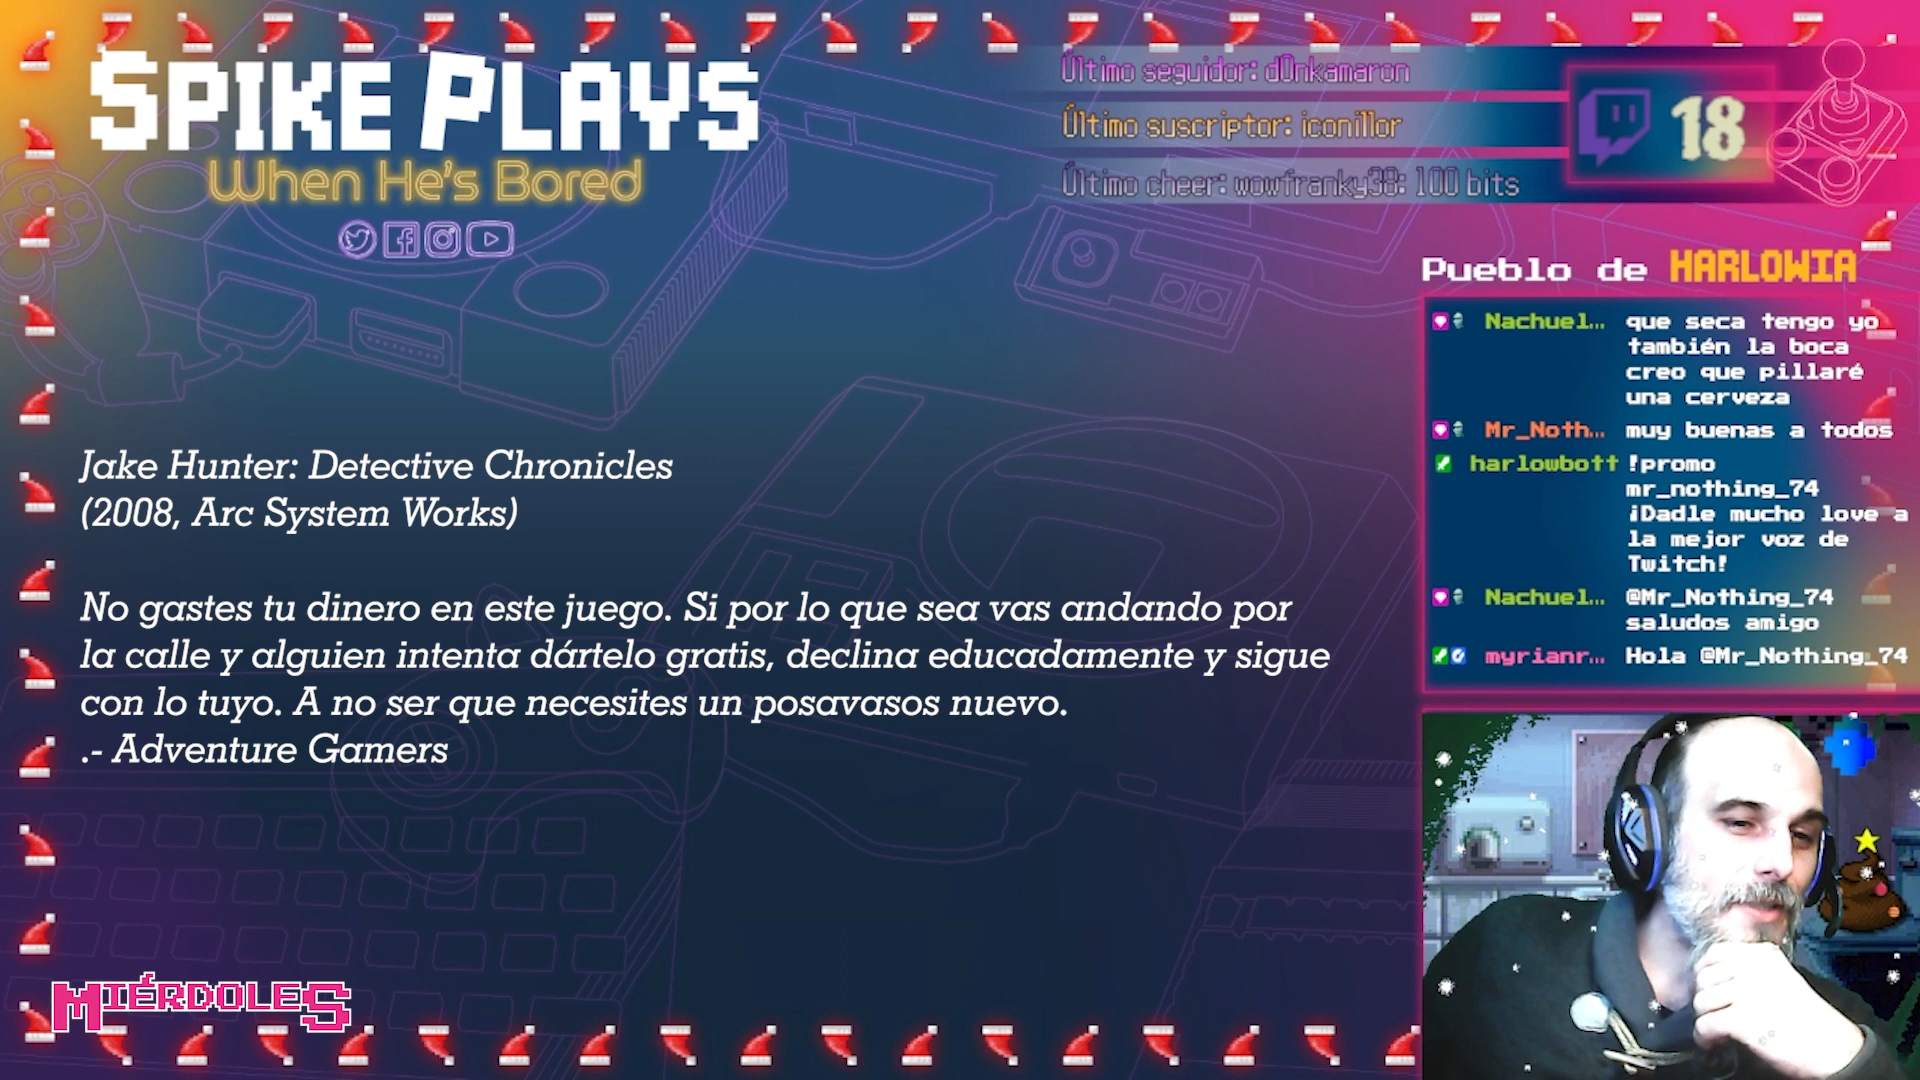 SPIKE PLAYS
When He's Bored
Último seguidor: d0nkamaron
Último suscriptor: iconillor
Último cheer: wowfranky38: 100 bits
18
Pueblo de HARLOWIA
Nachuel... que seca tengo yo
también la boca
creo que pillaré
una cerveza
Mr_Noth... muy buenas a todos
harlowbott !promo
mr_nothing_74
¡Dadle mucho love a
la mejor voz de
Twitch!
Nachuel... @Mr_Nothing_74
saludos amigo
myrianr... Hola @Mr_Nothing_74
Jake Hunter: Detective Chronicles
(2008, Arc System Works)
No gastes tu dinero en este juego. Si por lo que sea vas andando por
la calle y alguien intenta dártelo gratis, declina educadamente y sigue
con lo tuyo. A no ser que necesites un posavasos nuevo.
.- Adventure Gamers
MIÉRDOLES